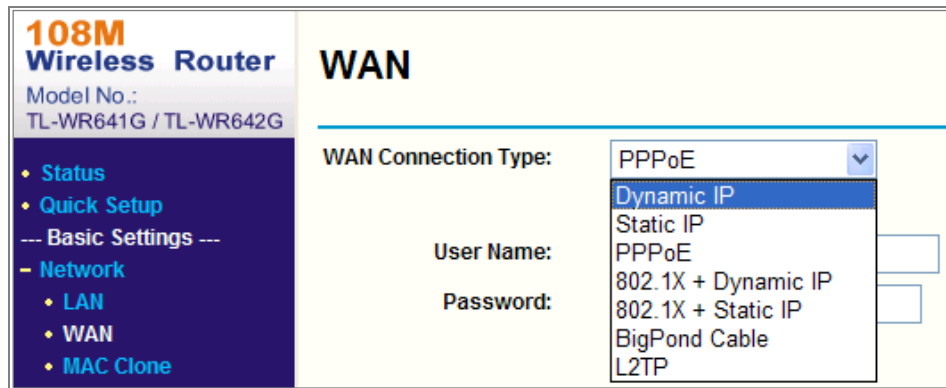 108M
Wireless Router
Model No.:
TL-WR641G / TL-WR642G
• Status
• Quick Setup
--- Basic Settings ---
– Network
• LAN
• WAN
• MAC Clone
WAN
WAN Connection Type: PPPoE
Dynamic IP
Static IP
PPPoE
802.1X + Dynamic IP
802.1X + Static IP
BigPond Cable
L2TP
User Name:
Password: